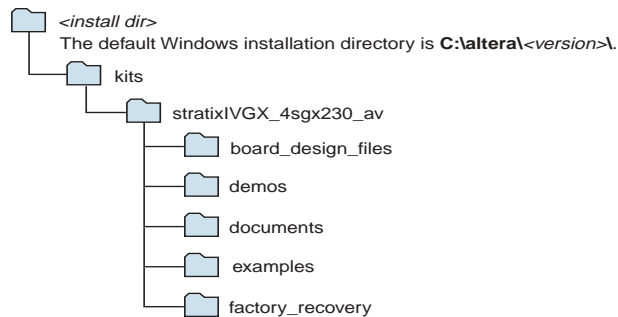 <install dir>
The default Windows installation directory is C:\altera\<version>\.
kits
stratixIVGX_4sgx230_av
board_design_files
demos
documents
examples
factory_recovery